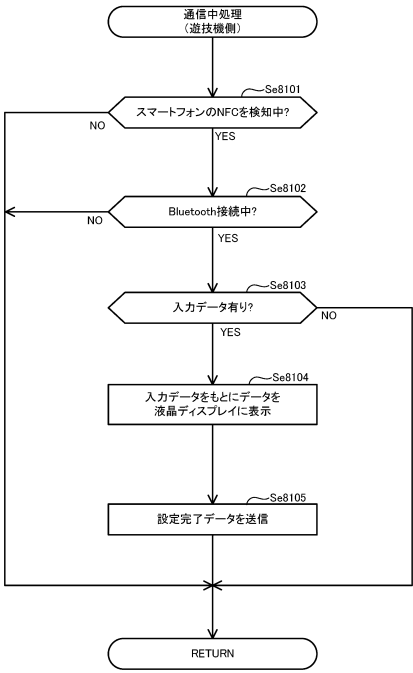 通信中処理
(遊技機側)
Se8101
スマートフォンのNFCを検知中?
NO
YES
Se8102
Bluetooth接続中?
NO
YES
Se8103
入力データ有り?
NO
YES
Se8104
入力データをもとにデータを
液晶ディスプレイに表示
Se8105
設定完了データを送信
RETURN